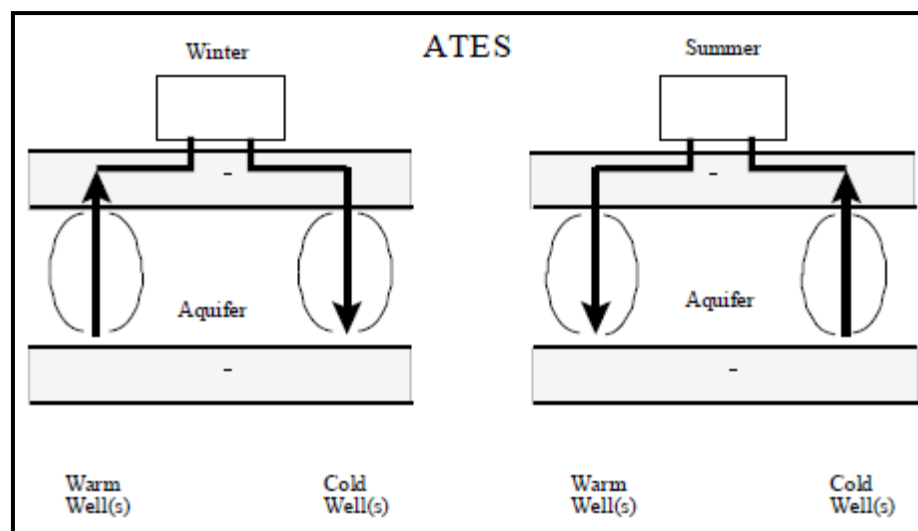 Winter
ATES
Summer
-
-
Aquifer
Aquifer
-
-
Warm
Well(s)
Cold
Well(s)
Warm
Well(s)
Cold
Well(s)